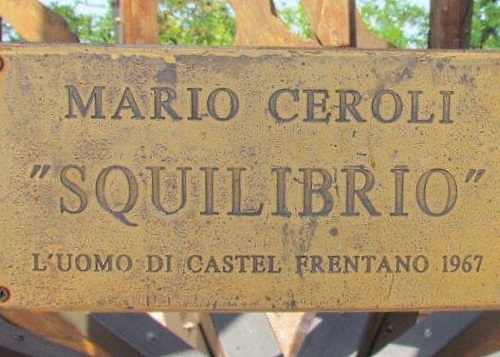 MARIO CEROLI
"SQUILIBRIO"
L'UOMO DI CASTEL FRENTANO 1967